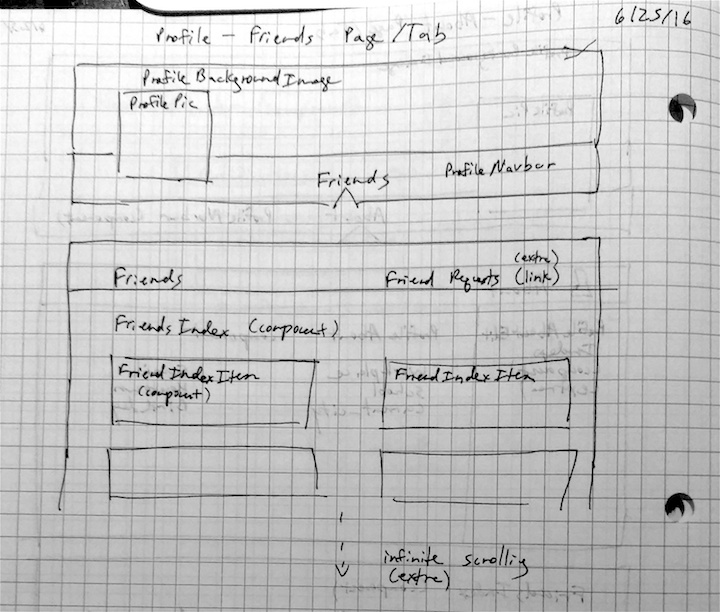 6/25/16
Profile - Friends Page/Tab
Profile Background Image
Profile Pic
Profile Navbar
Friends
(extra)
Friends Friend Requests (link)
Friends Index (component)
Friend Index Item Friend Index Item
(component)
infinite scrolling
(extra)